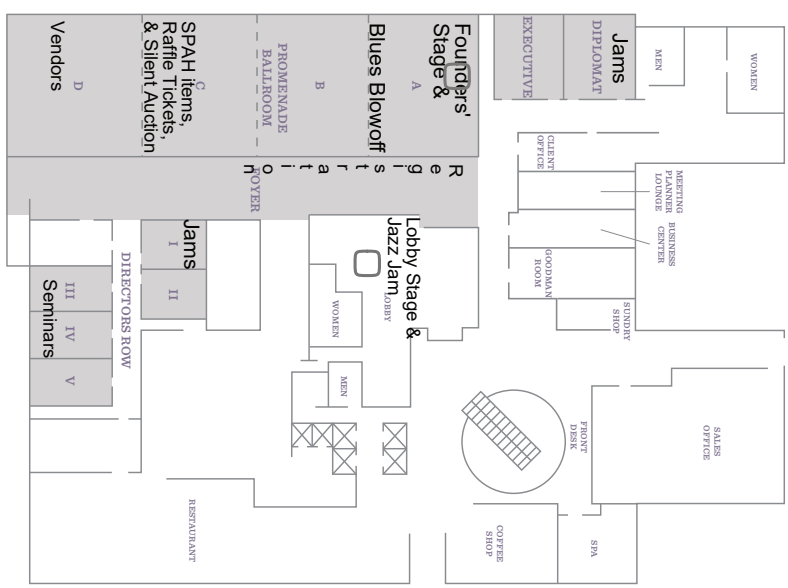 Vendors
D
SPAH items,
Raffle Tickets,
& Silent Auction
C
PROMENADE
BALLROOM
B
Blues Blowoff
A
Founders'
Stage &
EXECUTIVE
DIPLOMAT
Jams
MEN
WOMEN
Registration
FOYER
CLIENT
OFFICE
MEETING
PLANNER
LOUNGE
BUSINESS
CENTER
GOODMAN
ROOM
SUNDRY
SHOP
Jams
I
II
DIRECTORS ROW
Seminars
III
IV
V
Lobby Stage &
Jazz Jam
LOBBY
WOMEN
MEN
FRONT
DESK
SALES
OFFICE
RESTAURANT
COFFEE
SHOP
SPA